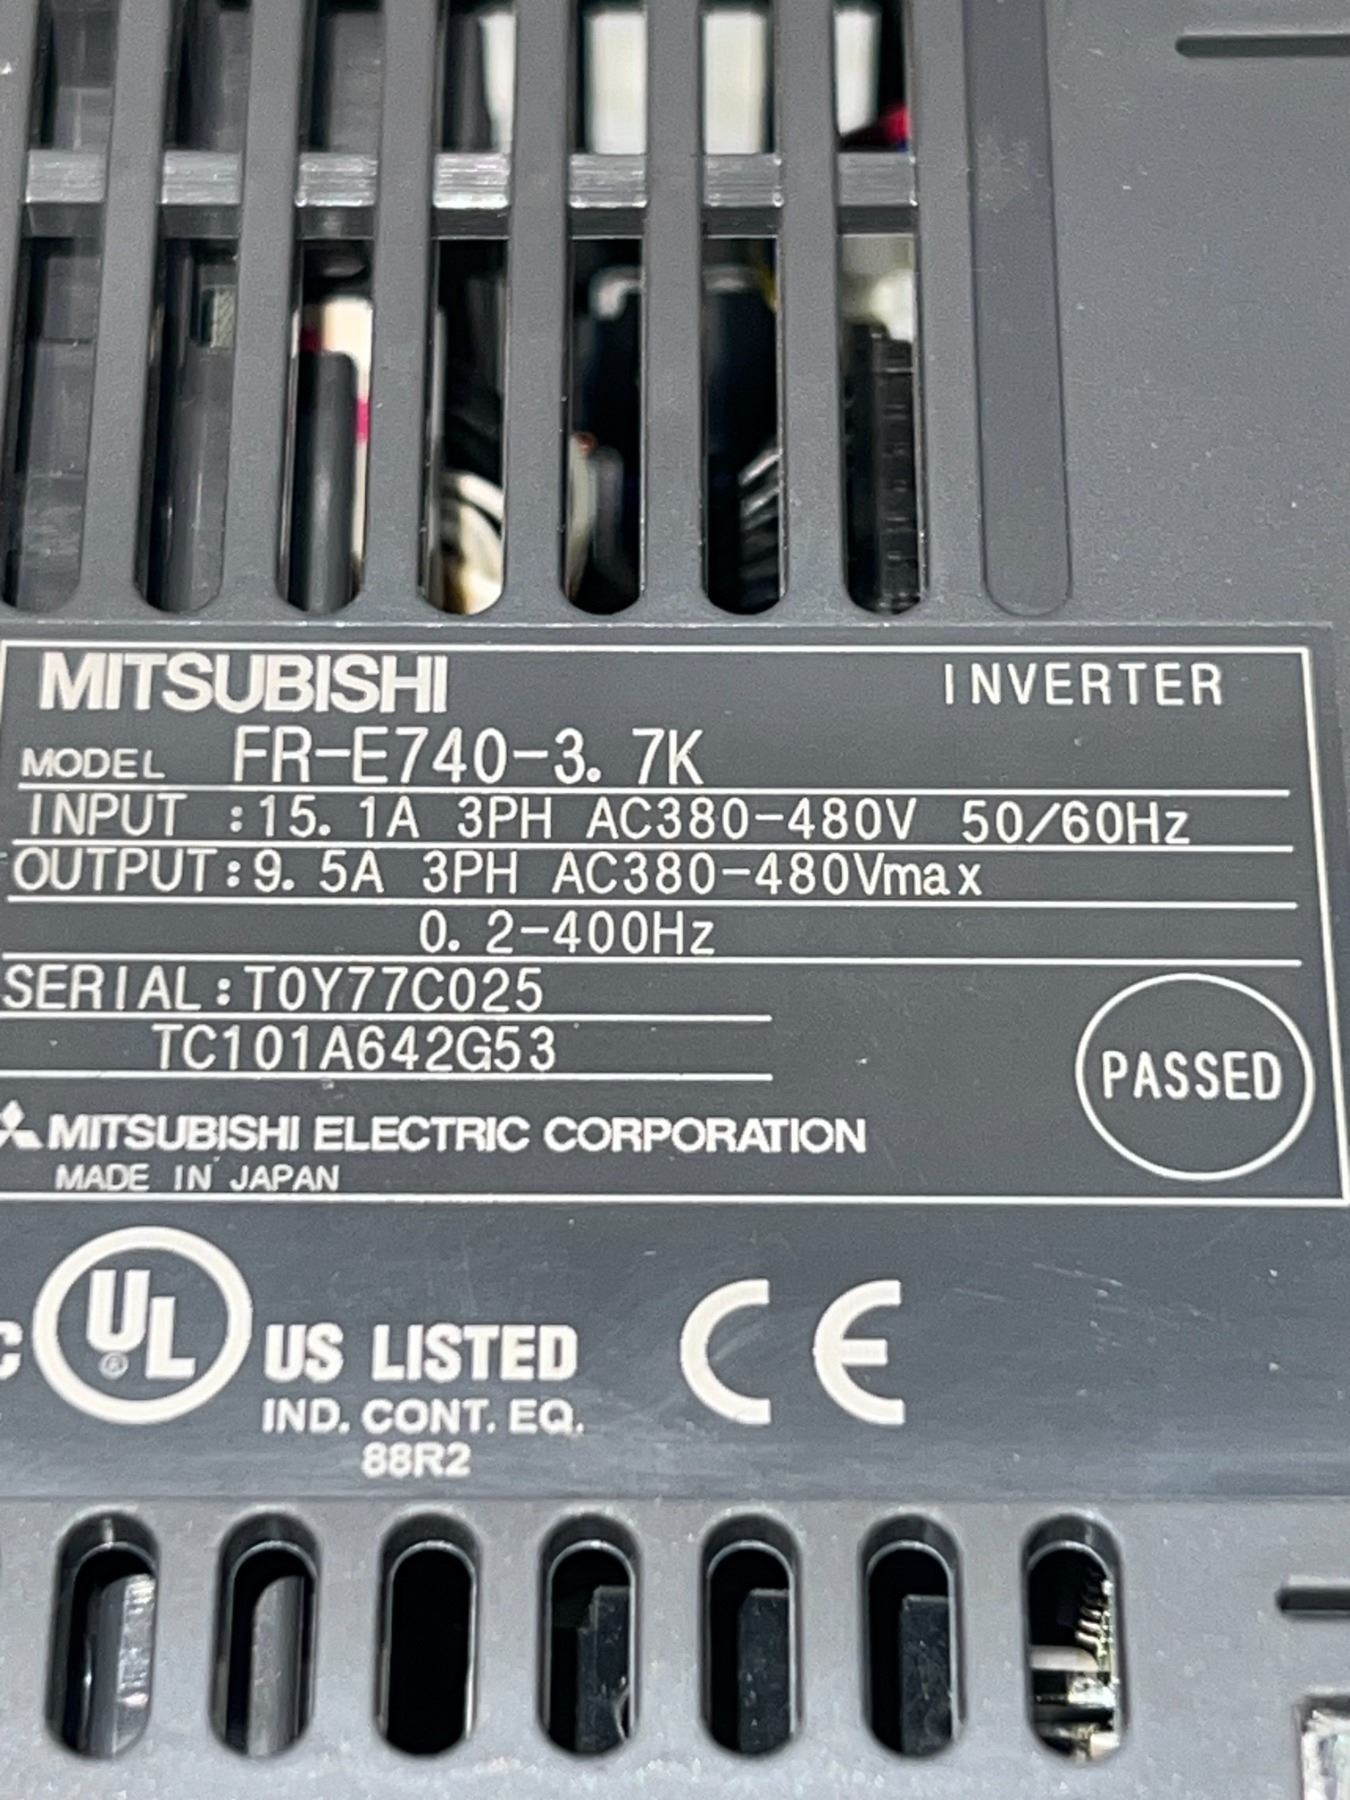 MITSUBISHI INVERTER
MODEL FR-E740-3.7K
INPUT :15.1A 3PH AC380-480V 50/60Hz
OUTPUT:9.5A 3PH AC380-480Vmax
0.2-400Hz
SERIAL:T0Y77C025
TC101A642G53
PASSED
MITSUBISHI ELECTRIC CORPORATION
MADE IN JAPAN
C UL ® US LISTED CE
IND. CONT. EQ.
88R2